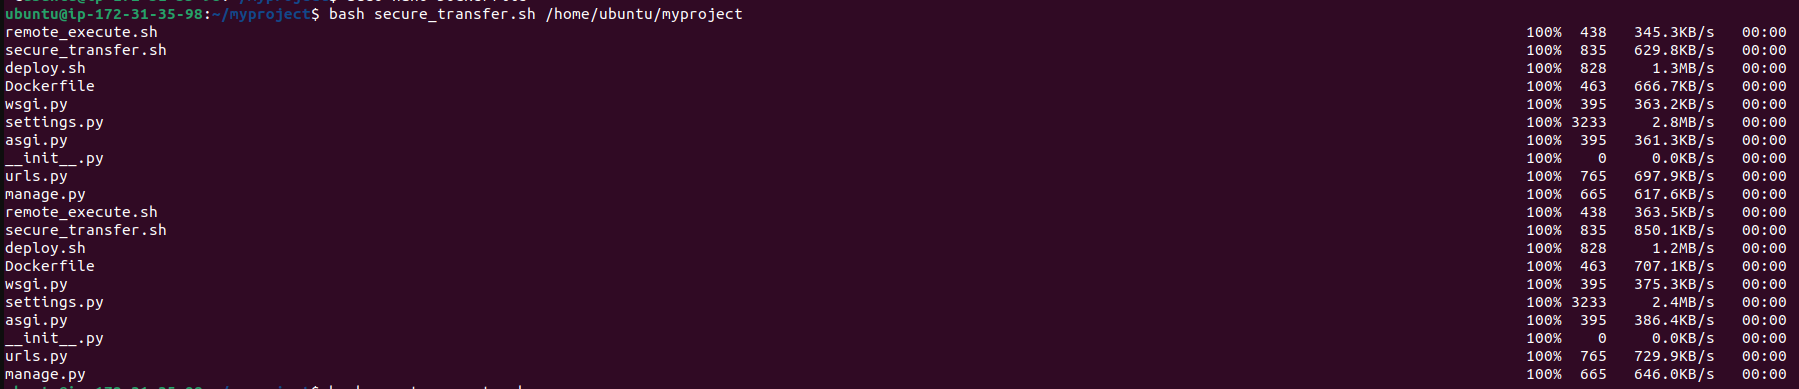 ubuntu@ip-172-31-35-98:~/myproject$ bash secure_transfer.sh /home/ubuntu/myproject
remote_execute.sh 100% 438 345.3KB/s 00:00
secure_transfer.sh 100% 835 629.8KB/s 00:00
deploy.sh 100% 828 1.3MB/s 00:00
Dockerfile 100% 463 666.7KB/s 00:00
wsgi.py 100% 395 363.2KB/s 00:00
settings.py 100% 3233 2.8MB/s 00:00
asgi.py 100% 395 361.3KB/s 00:00
__init__.py 100% 0 0.0KB/s 00:00
urls.py 100% 765 697.9KB/s 00:00
manage.py 100% 665 617.6KB/s 00:00
remote_execute.sh 100% 438 363.5KB/s 00:00
secure_transfer.sh 100% 835 850.1KB/s 00:00
deploy.sh 100% 828 1.2MB/s 00:00
Dockerfile 100% 463 707.1KB/s 00:00
wsgi.py 100% 395 375.3KB/s 00:00
settings.py 100% 3233 2.4MB/s 00:00
asgi.py 100% 395 386.4KB/s 00:00
__init__.py 100% 0 0.0KB/s 00:00
urls.py 100% 765 729.9KB/s 00:00
manage.py 100% 665 646.0KB/s 00:00